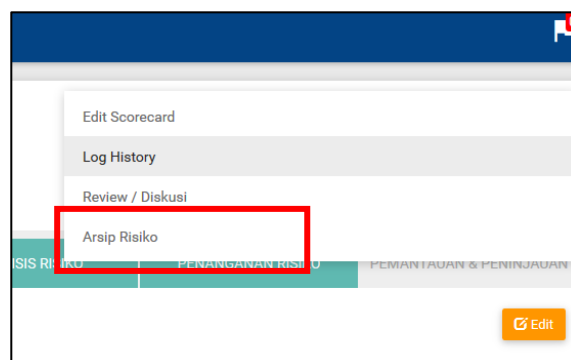 Edit Scorecard
Log History
Review / Diskusi
Arsip Risiko
PENANGANAN RISIKO
PEMANTAUAN & PENINJAUAN
Edit